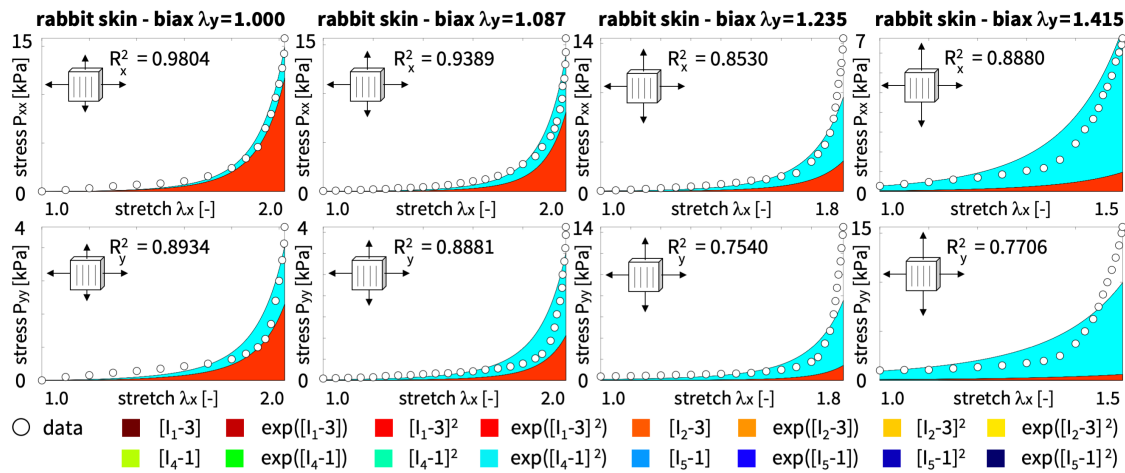 rabbit skin - biax λy=1.000 rabbit skin - biax λy=1.087 rabbit skin - biax λy=1.235 rabbit skin - biax λy=1.415
15 15 14 7
R²x = 0.9804 R²x = 0.9389 R²x = 0.8530 R²x = 0.8880
stress Pxx [kPa] stress Pxx [kPa] stress Pxx [kPa] stress Pxx [kPa]
0 0 0 0
1.0 stretch λx [-] 2.0 1.0 stretch λx [-] 2.0 1.0 stretch λx [-] 1.8 1.0 stretch λx [-] 1.5
4 4 14 15
R²y = 0.8934 R²y = 0.8881 R²y = 0.7540 R²y = 0.7706
stress Pyy [kPa] stress Pyy [kPa] stress Pyy [kPa] stress Pyy [kPa]
0 0 0 0
1.0 stretch λx [-] 2.0 1.0 stretch λx [-] 2.0 1.0 stretch λx [-] 1.8 1.0 stretch λx [-] 1.5
data [I₁-3] exp([I₁-3]) [I₁-3]² exp([I₁-3]²) [I₂-3] exp([I₂-3]) [I₂-3]² exp([I₂-3]²)
[I₄-1] exp([I₄-1]) [I₄-1]² exp([I₄-1]²) [I₅-1] exp([I₅-1]) [I₅-1]² exp([I₅-1]²)